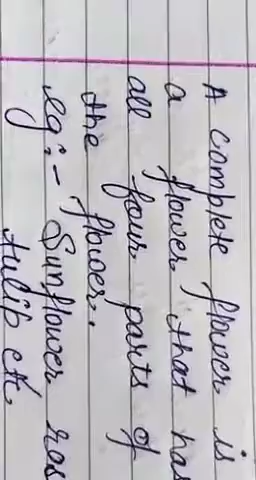 A complete flower is
a flower that has
all four parts of
the flower.
eg:- Sunflower ros
tulip etc.